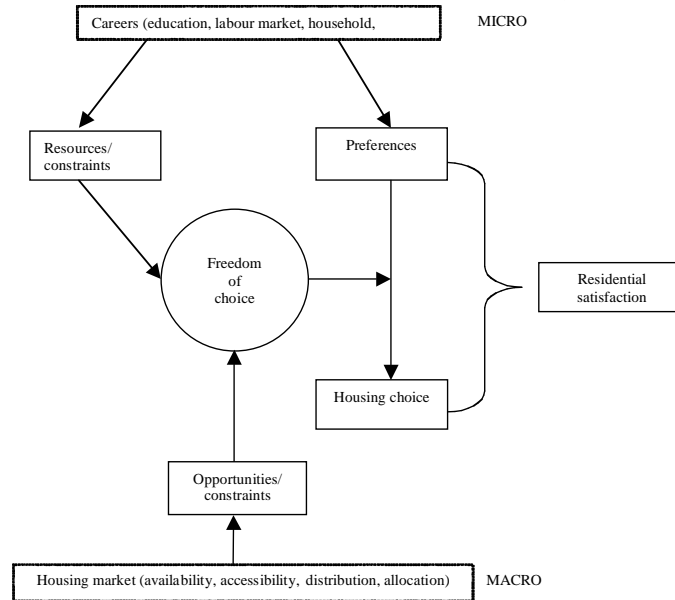 Careers (education, labour market, household,
MICRO
Resources/
constraints
Preferences
Freedom
of
choice
Residential
satisfaction
Housing choice
Opportunities/
constraints
Housing market (availability, accessibility, distribution, allocation)
MACRO